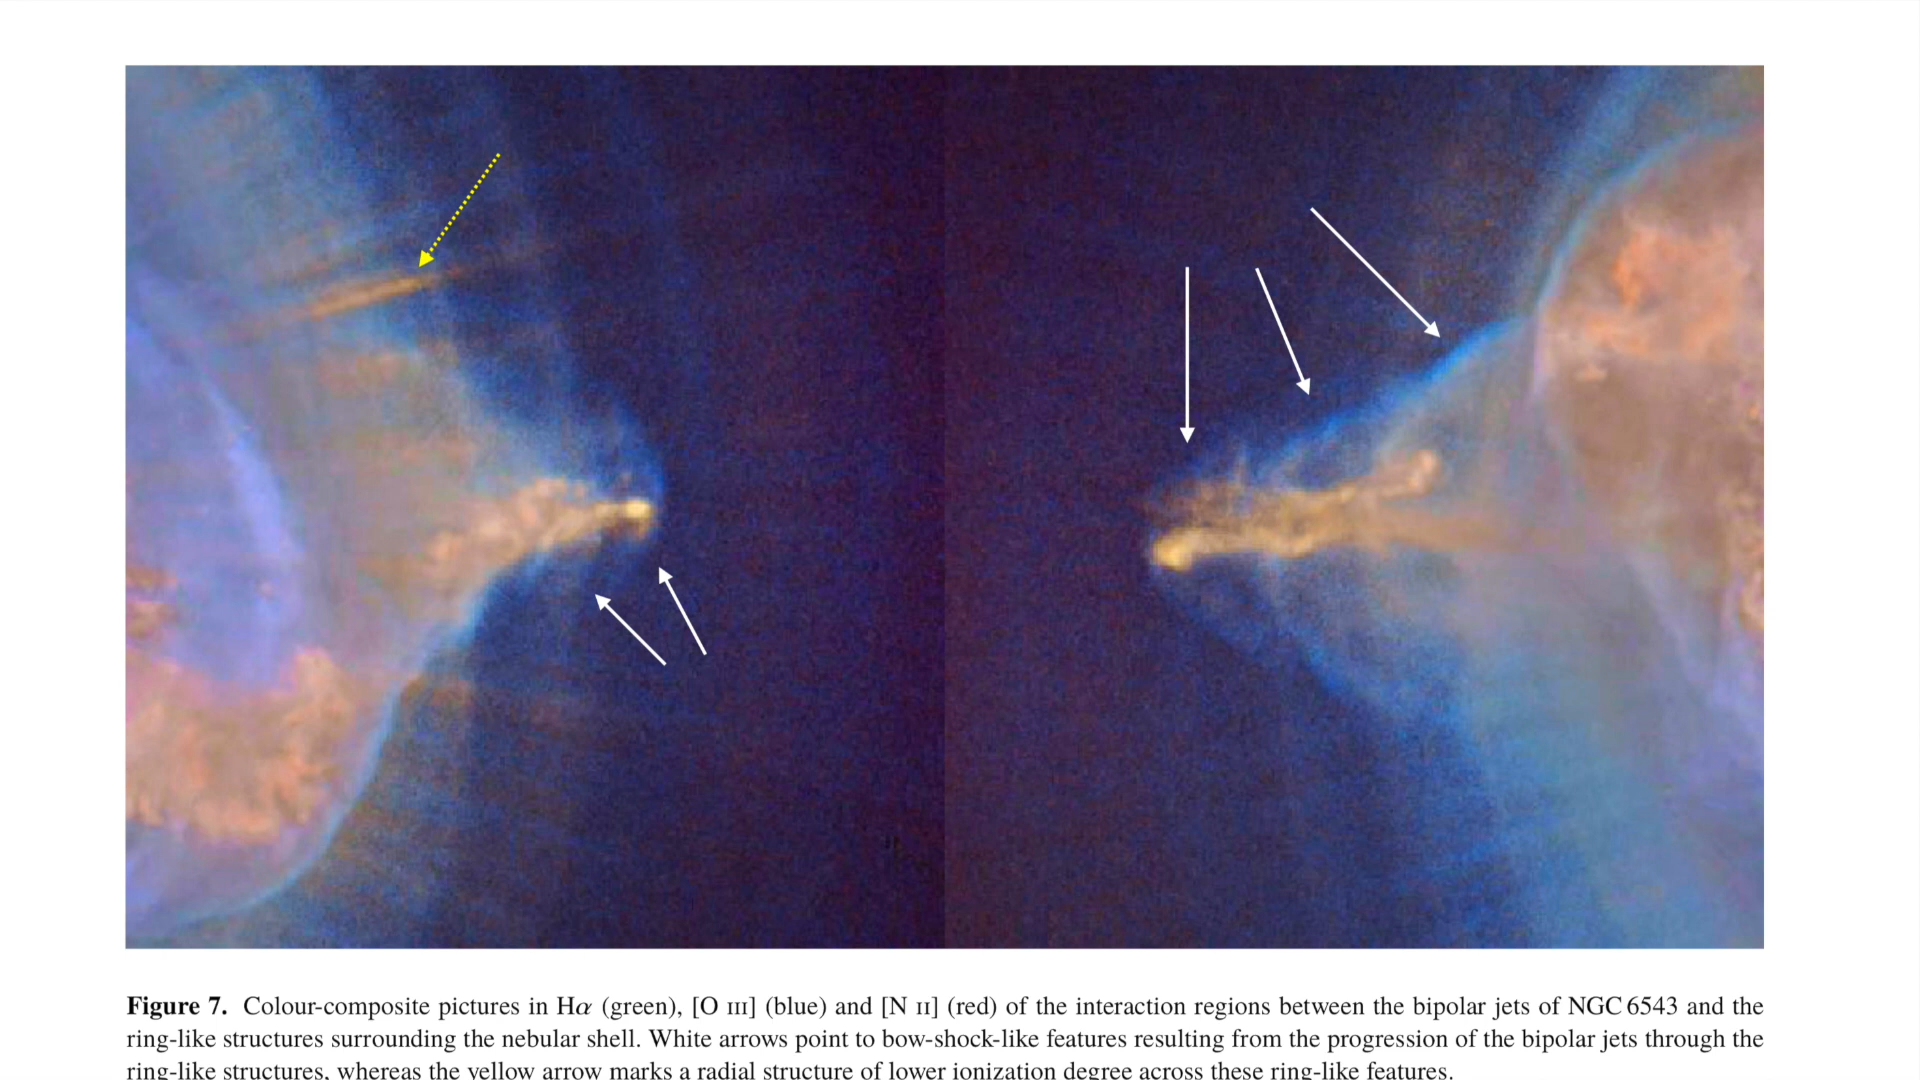 Figure 7. Colour-composite pictures in Hα (green), [O III] (blue) and [N II] (red) of the interaction regions between the bipolar jets of NGC 6543 and the
ring-like structures surrounding the nebular shell. White arrows point to bow-shock-like features resulting from the progression of the bipolar jets through the
ring-like structures, whereas the yellow arrow marks a radial structure of lower ionization degree across these ring-like features.